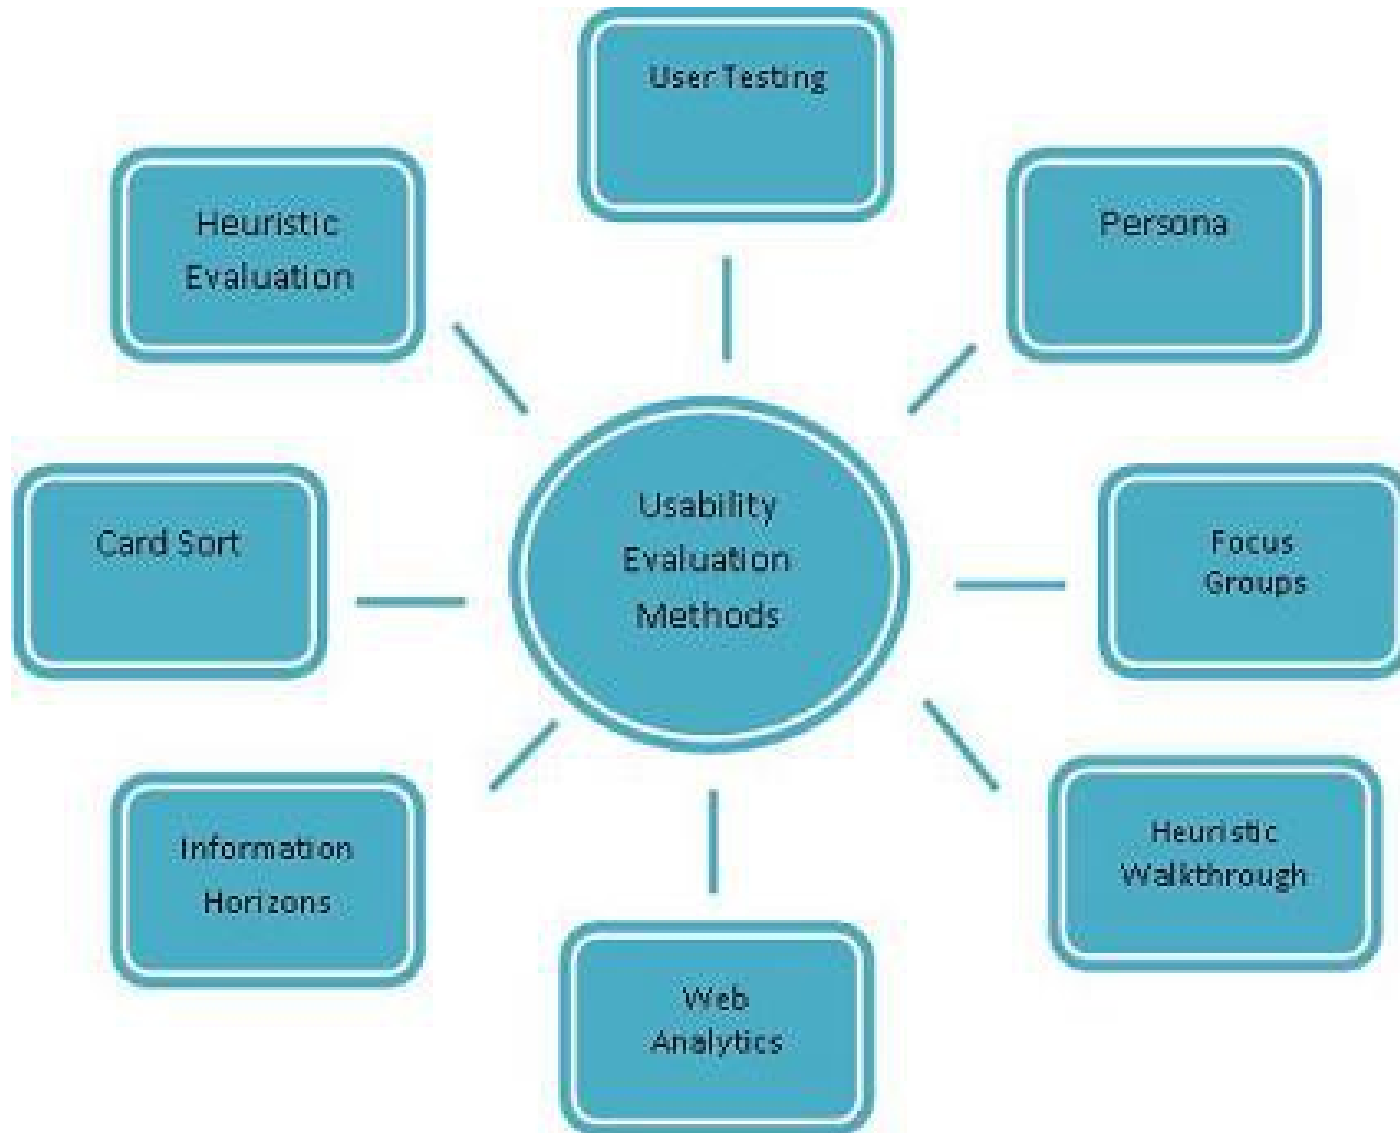 User Testing
Heuristic
Evaluation
Persona
Card Sort
Usability
Evaluation
Methods
Focus
Groups
Information
Horizons
Heuristic
Walkthrough
Web
Analytics